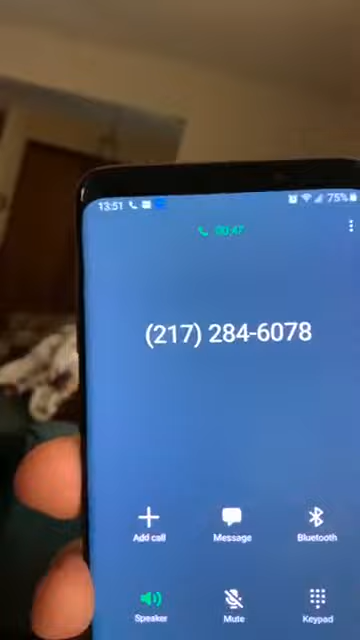 13:51 75%
00:47
(217) 284-6078
Add call Message Bluetooth
Speaker Mute Keypad